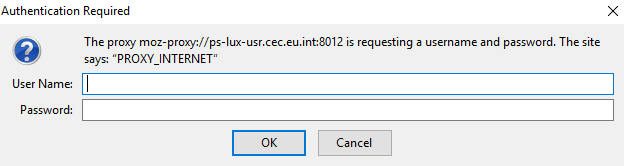 Authentication Required
The proxy moz-proxy://ps-lux-usr.cec.eu.int:8012 is requesting a username and password. The site
says: “PROXY_INTERNET”
User Name:
Password:
OK Cancel